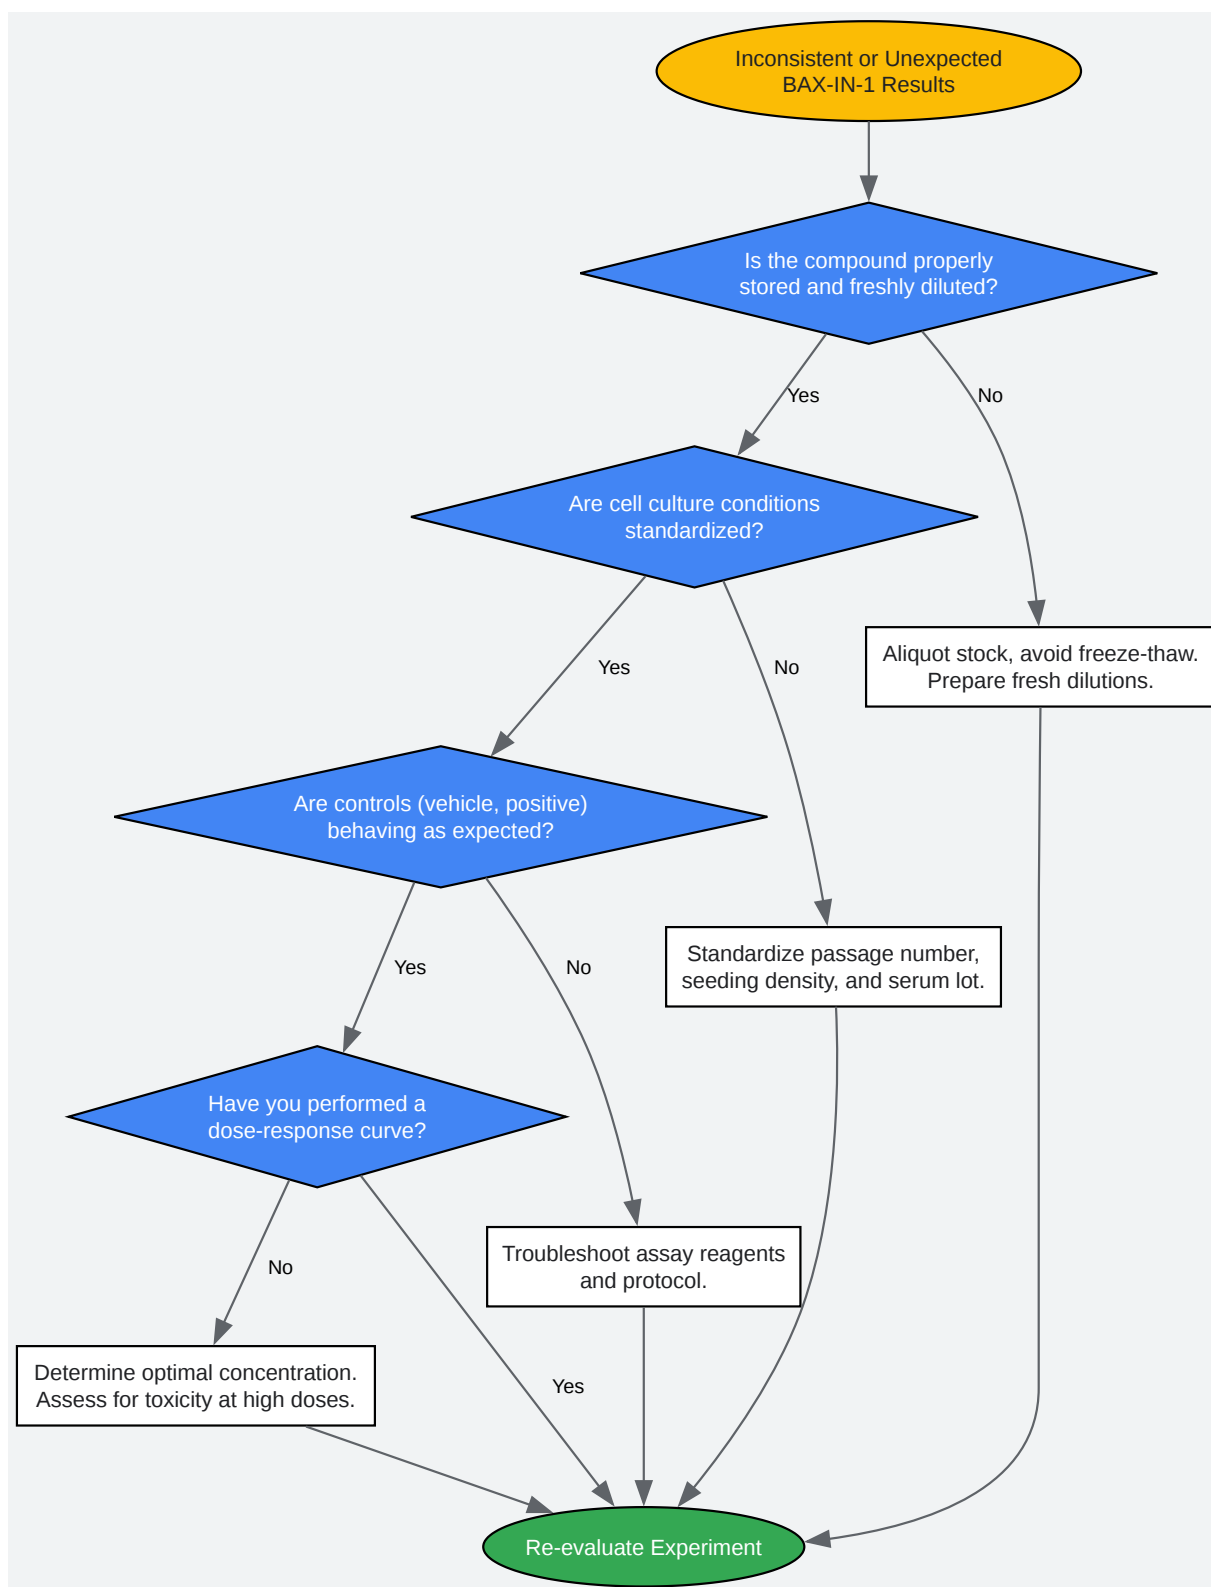 Inconsistent or Unexpected
BAX-IN-1 Results
Is the compound properly
stored and freshly diluted?
Yes
No
Are cell culture conditions
standardized?
Yes
No
Aliquot stock, avoid freeze-thaw.
Prepare fresh dilutions.
Are controls (vehicle, positive)
behaving as expected?
Yes
No
Standardize passage number,
seeding density, and serum lot.
Have you performed a
dose-response curve?
No
Yes
Troubleshoot assay reagents
and protocol.
Determine optimal concentration.
Assess for toxicity at high doses.
Re-evaluate Experiment